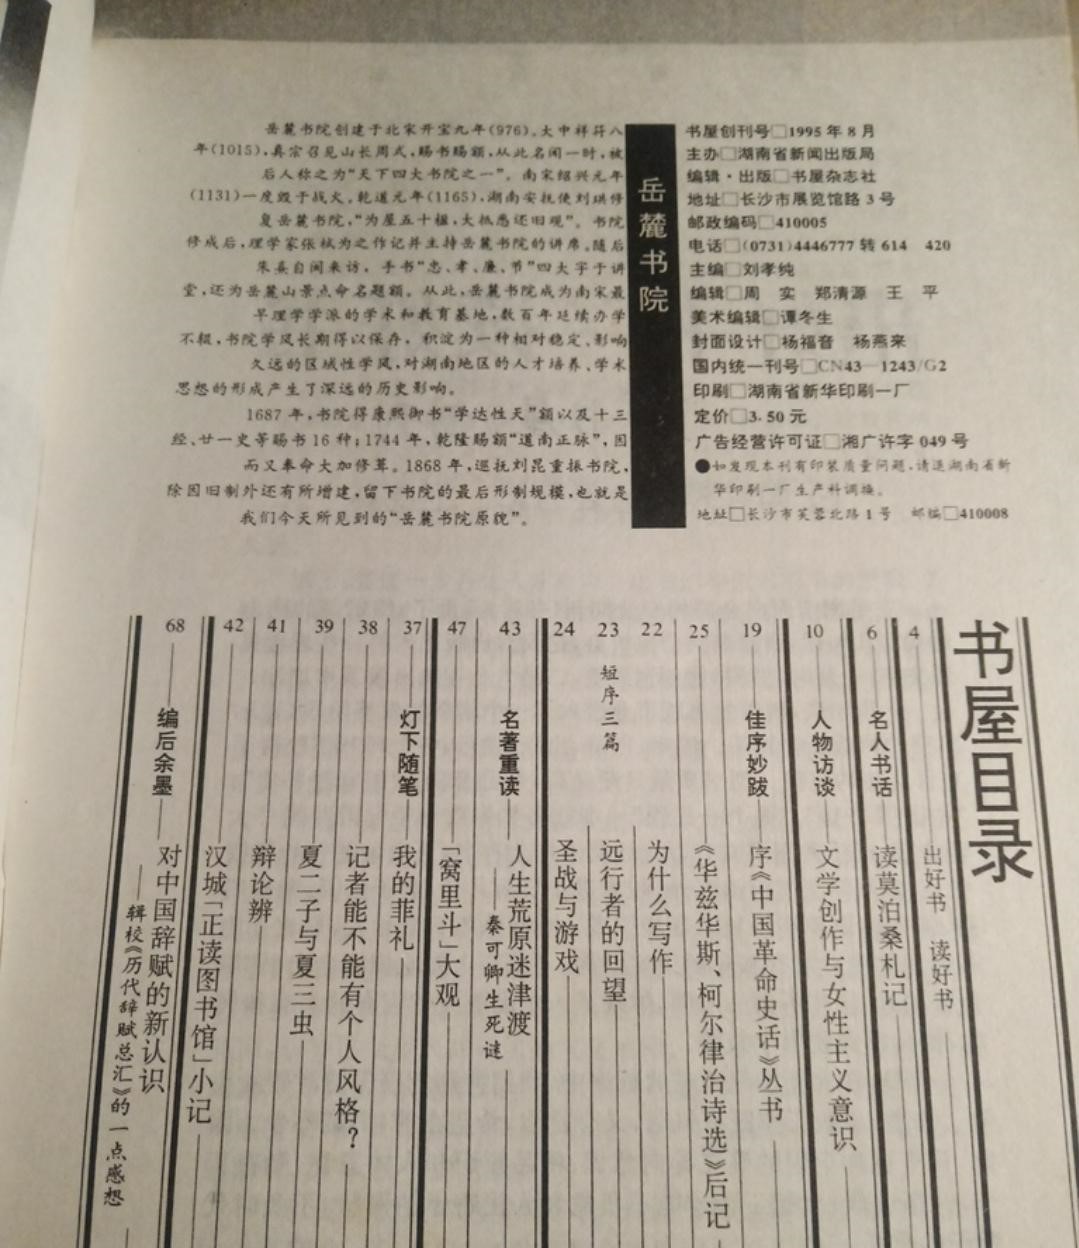 岳麓书院创建于北宋开宝九年(976)。大中祥符八
年(1015),真宗召见山长周式,赐书赐额,从此名闻一时,被
后人称之为“天下四大书院之一”。南宋绍兴元年
(1131)一度毁于战火。乾道元年(1165),湖南安抚使刘珙修
复岳麓书院,“为屋五十楹,大抵悉还旧观”。书院
修成后,理学家张栻为之作记并主持岳麓书院的讲席。随后
朱熹自闽来访,手书“忠、孝、廉、节”四大字于讲
堂,还为岳麓山景点命名题额。从此,岳麓书院成为南宋最
早理学学派的学术和教育基地,数百年延续办学
不辍,书院学风长期得以保存,积淀为一种相对稳定、影响
久远的区域性学风,对湖南地区的人才培养、学术
思想的形成产生了深远的历史影响。
1687年,书院得康熙御书“学达性天”额以及十三
经、廿一史等赐书16种;1744年,乾隆赐额“道南正脉”,因
而又奉命大加修葺。1868年,巡抚刘昆重振书院,
除因旧制外还有所增建,留下书院的最后形制规模,也就是
我们今天所见到的“岳麓书院原貌”。
岳麓书院
书屋创刊号□1995年8月
主办□湖南省新闻出版局
编辑·出版□书屋杂志社
地址□长沙市展览馆路3号
邮政编码□410005
电话□(0731)4446777转614 420
主编□刘孝纯
编辑□周 实 郑清源 王 平
美术编辑□谭冬生
封面设计□杨福音 杨燕来
国内统一刊号□CN43—1243/G2
印刷□湖南省新华印刷一厂
定价□3.50元
广告经营许可证□湘广许字049号
●如发现本刊有印装质量问题,请退湖南省新
华印刷一厂生产科调换。
地址□长沙市芙蓉北路1号 邮编□410008
书屋目录
4 出好书 读好书
6 名人书话 读莫泊桑札记
10 人物访谈 文学创作与女性主义意识
19 佳序妙跋 序《中国革命史话》丛书
25 《华兹华斯、柯尔律治诗选》后记
22 为什么写作
23 短序三篇 远行者的回望
24 圣战与游戏
43 名著重读 人生荒原迷津渡
——秦可卿生死谜
47 「窝里斗」大观
37 灯下随笔 我的菲礼
38 记者能不能有个人风格?
39 夏二子与夏三虫
41 辩论辨
42 汉城「正读图书馆」小记
68 编后余墨 对中国辞赋的新认识
——辑校《历代辞赋总汇》的一点感想